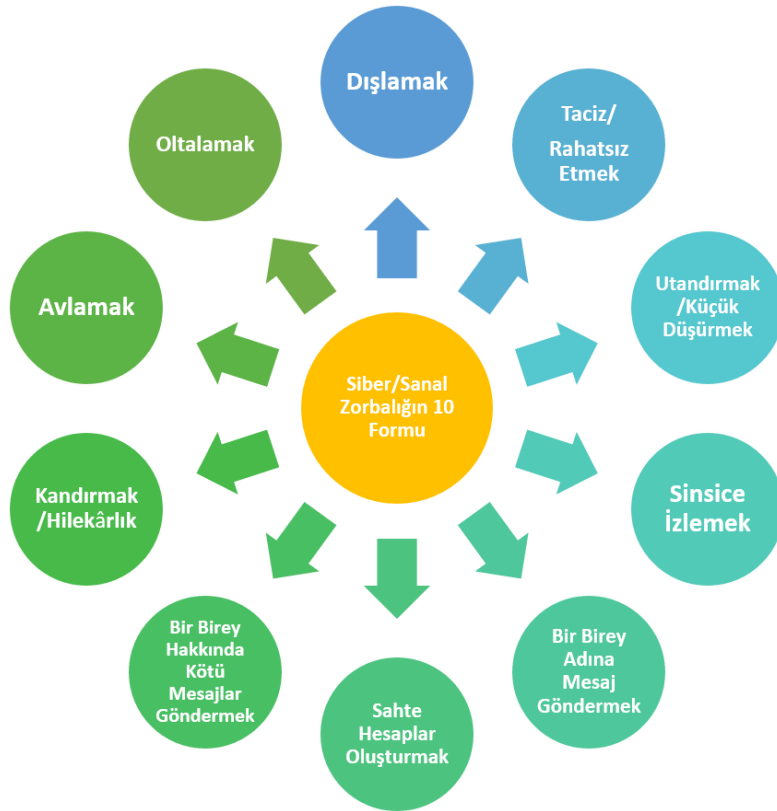 Siber/Sanal
Zorbalığın 10
Formu
Dışlamak
Taciz/
Rahatsız
Etmek
Utandırmak
/Küçük
Düşürmek
Sinsice
İzlemek
Bir Birey
Adına
Mesaj
Göndermek
Sahte
Hesaplar
Oluşturmak
Bir Birey
Hakkında
Kötü
Mesajlar
Göndermek
Kandırmak
/Hilekârlık
Avlamak
Oltalamak